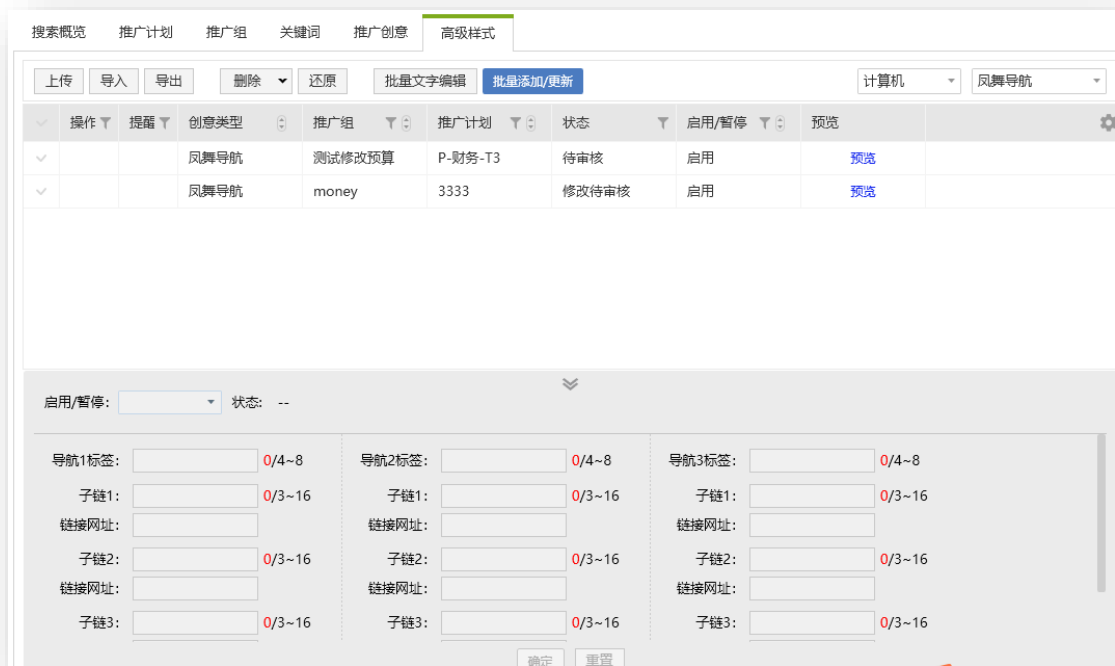 搜索概览 推广计划 推广组 关键词 推广创意 高级样式
上传 导入 导出 删除 还原 批量文字编辑 批量添加/更新 计算机 凤舞导航
操作 提醒 创意类型 推广组 推广计划 状态 启用/暂停 预览
凤舞导航 测试修改预算 P-财务-T3 待审核 启用 预览
凤舞导航 money 3333 修改待审核 启用 预览
启用/暂停: 状态: --
导航1标签: 0/4~8 导航2标签: 0/4~8 导航3标签: 0/4~8
子链1: 0/3~16 子链1: 0/3~16 子链1: 0/3~16
链接网址: 链接网址: 链接网址:
子链2: 0/3~16 子链2: 0/3~16 子链2: 0/3~16
链接网址: 链接网址: 链接网址:
子链3: 0/3~16 子链3: 0/3~16 子链3: 0/3~16
确定 重置